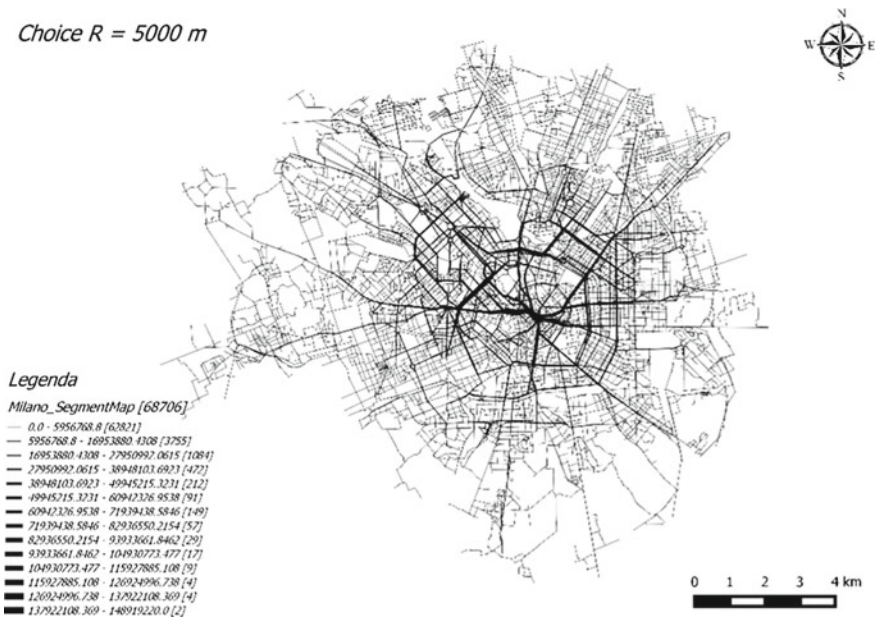 Choice R = 5000 m
N
W E
S
Legenda
Milano_SegmentMap [68706]
0.0 - 5956768.8 [62821]
5956768.8 - 16953880.4308 [3755]
16953880.4308 - 27950992.0615 [1084]
27950992.0615 - 38948103.6923 [472]
38948103.6923 - 49945215.3231 [212]
49945215.3231 - 60942326.9538 [91]
60942326.9538 - 71939438.5846 [149]
71939438.5846 - 82936550.2154 [57]
82936550.2154 - 93933661.8462 [29]
93933661.8462 - 104930773.477 [17]
104930773.477 - 115927885.108 [9]
115927885.108 - 126924996.738 [4]
126924996.738 - 137922108.369 [4]
137922108.369 - 148919220.0 [2]
0 1 2 3 4 km